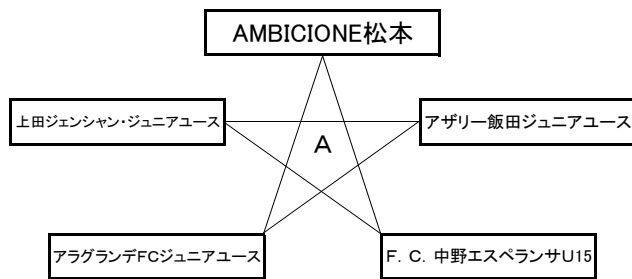 AMBICIONE松本
上田ジェンシャン・ジュニアユース
アザリー飯田ジュニアユース
A
アラグランデFCジュニアユース
F. C. 中野エスペランサU15